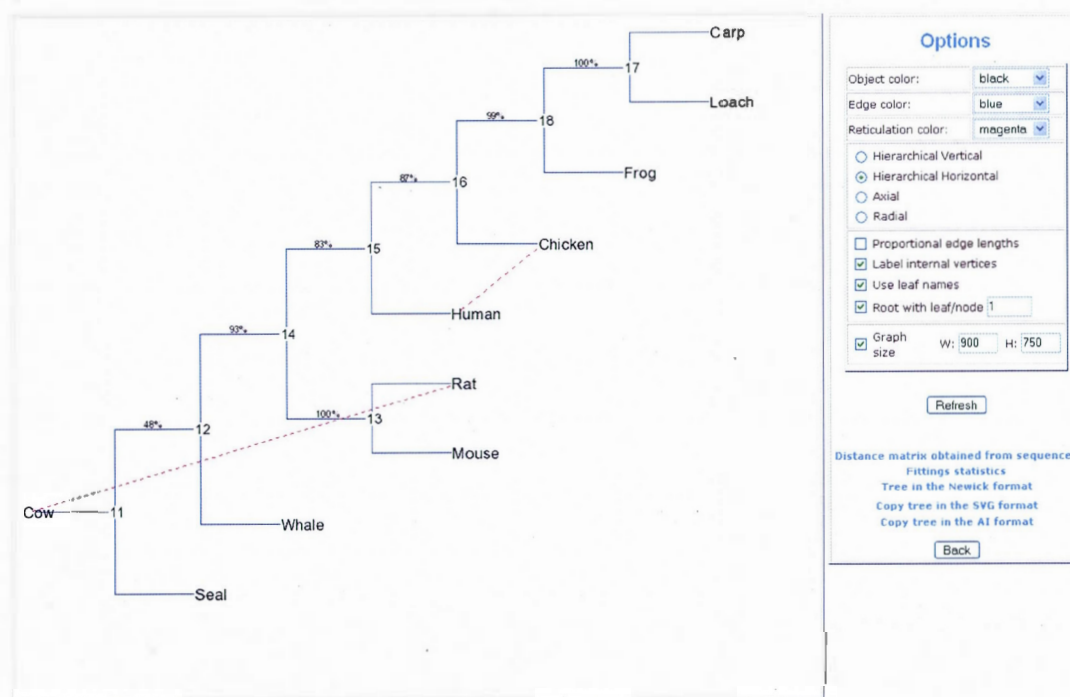 Carp
100%
17
Loach
99%
18
Frog
87%
16
Chicken
83%
15
Human
93%
14
Rat
100%
13
Mouse
48%
12
Cow
11
Whale
Seal
Options
Object color: black
Edge color: blue
Reticulation color: magenta
Hierarchical Vertical
Hierarchical Horizontal
Axial
Radial
Proportional edge lengths
Label internal vertices
Use leaf names
Root with leaf/node 1
Graph size W: 900 H: 750
Refresh
Distance matrix obtained from sequence
Fittings statistics
Tree in the Newick format
Copy tree in the SVG format
Copy tree in the AI format
Back